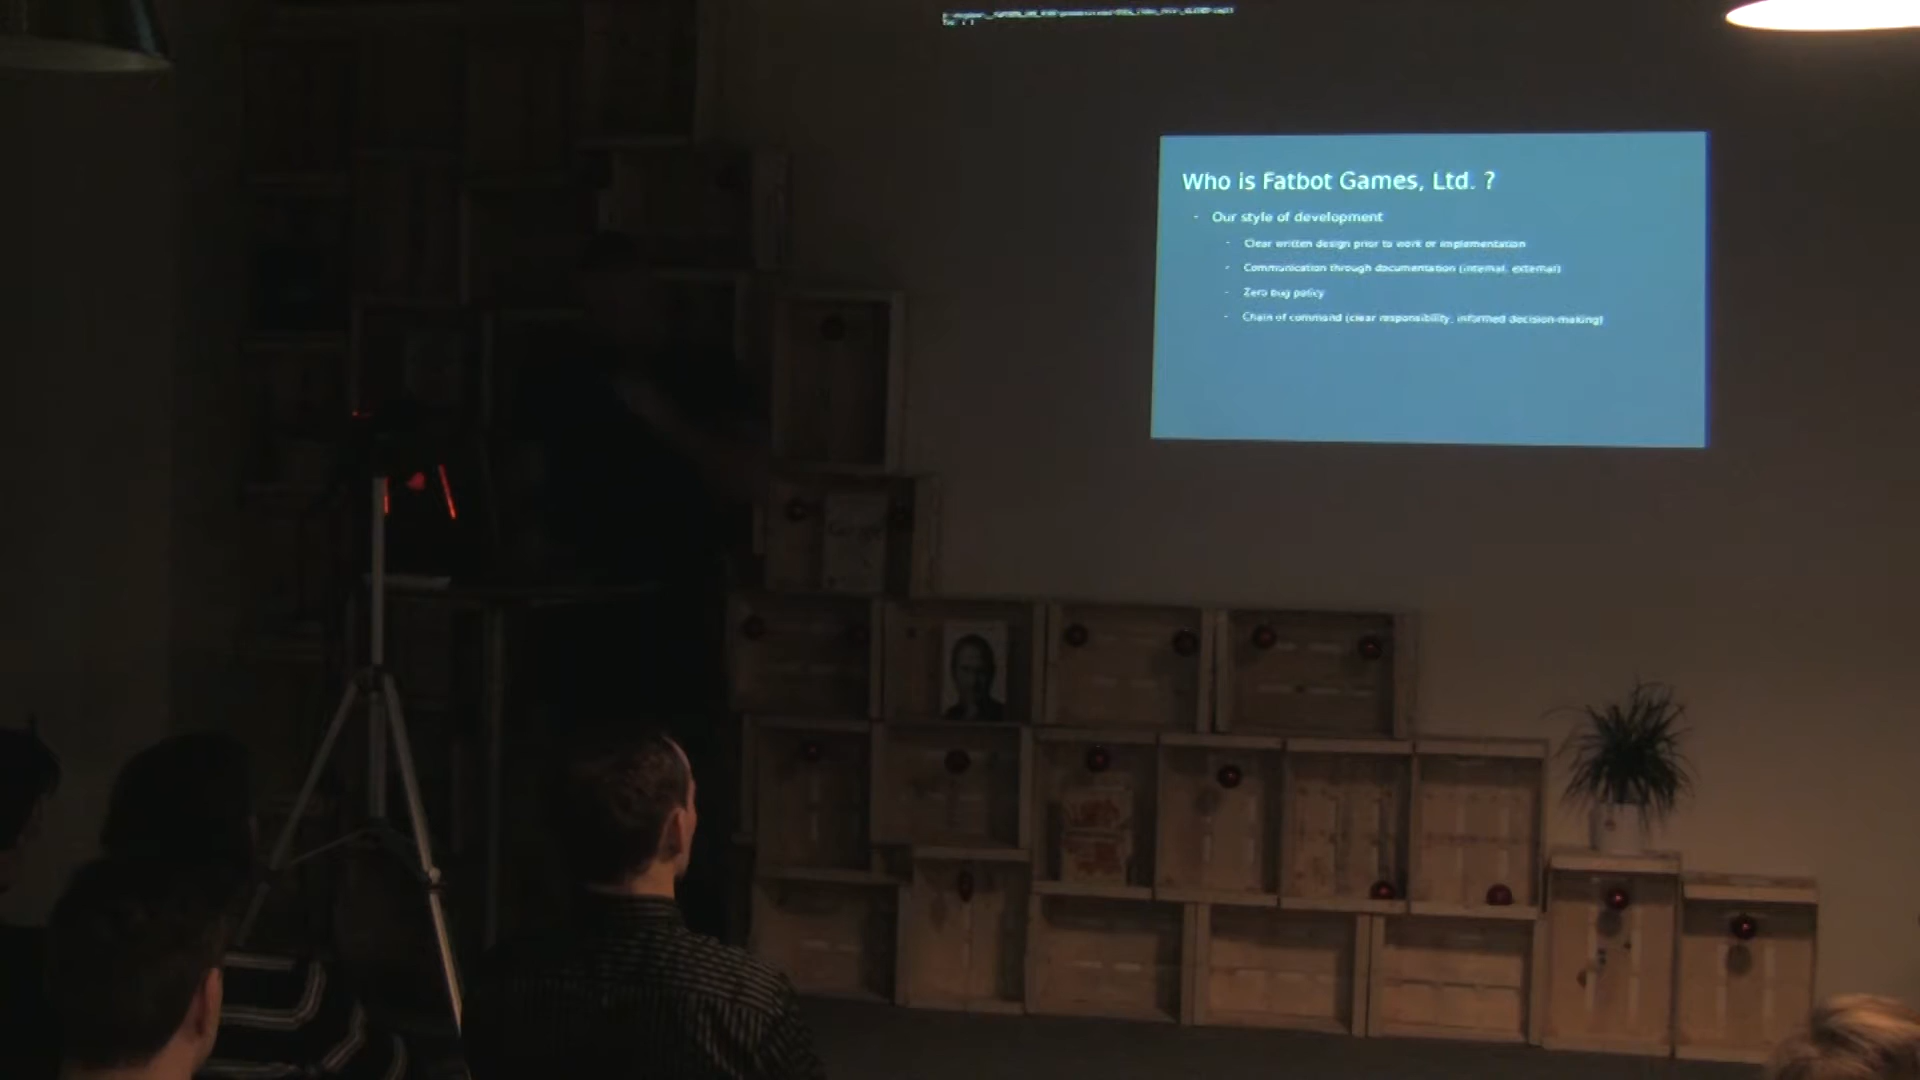 Who is Fatbot Games, Ltd. ?
- Our style of development
- Clear written design prior to work or implementation
- Communication through documentation (internal, external)
- Zero bug policy
- Chain of command (clear responsibility, informed decision-making)
Google